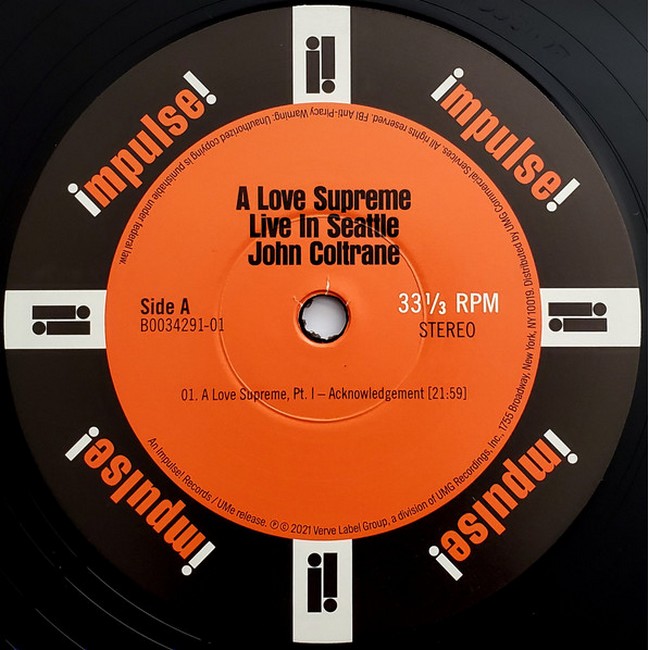 impulse!
impulse!
A Love Supreme
Live In Seattle
John Coltrane
Side A
B0034291-01
33 1/3 RPM
STEREO
01. A Love Supreme, Pt. I – Acknowledgement [21:59]
An Impulse! Records / UMe release. ℗ © 2021 Verve Label Group, a division of UMG Recordings, Inc., 1755 Broadway, New York, NY 10019. Distributed by UMG Commercial Services. All rights reserved. FBI Anti-Piracy Warning: Unauthorized copying is punishable under federal law.
impulse!
impulse!